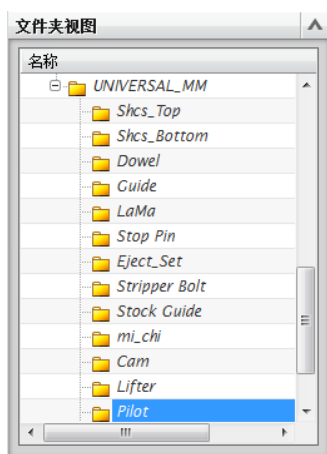 文件夹视图
名称
UNIVERSAL_MM
Shcs_Top
Shcs_Bottom
Dowel
Guide
LaMa
Stop Pin
Eject_Set
Stripper Bolt
Stock Guide
mi_chi
Cam
Lifter
Pilot